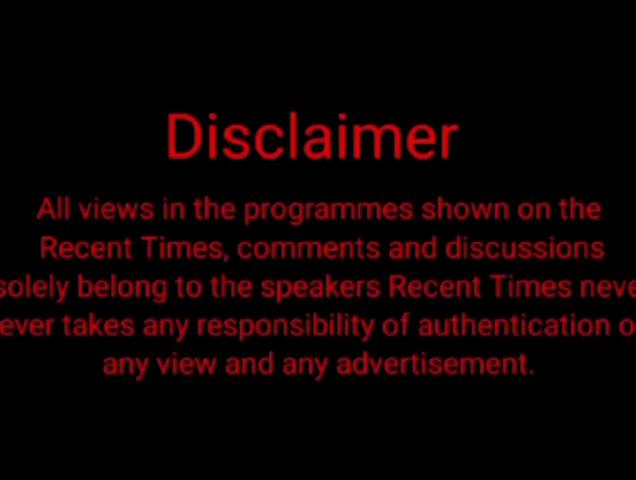 Disclaimer
All views in the programmes shown on the
Recent Times, comments and discussions
solely belong to the speakers Recent Times neve
ever takes any responsibility of authentication o
any view and any advertisement.